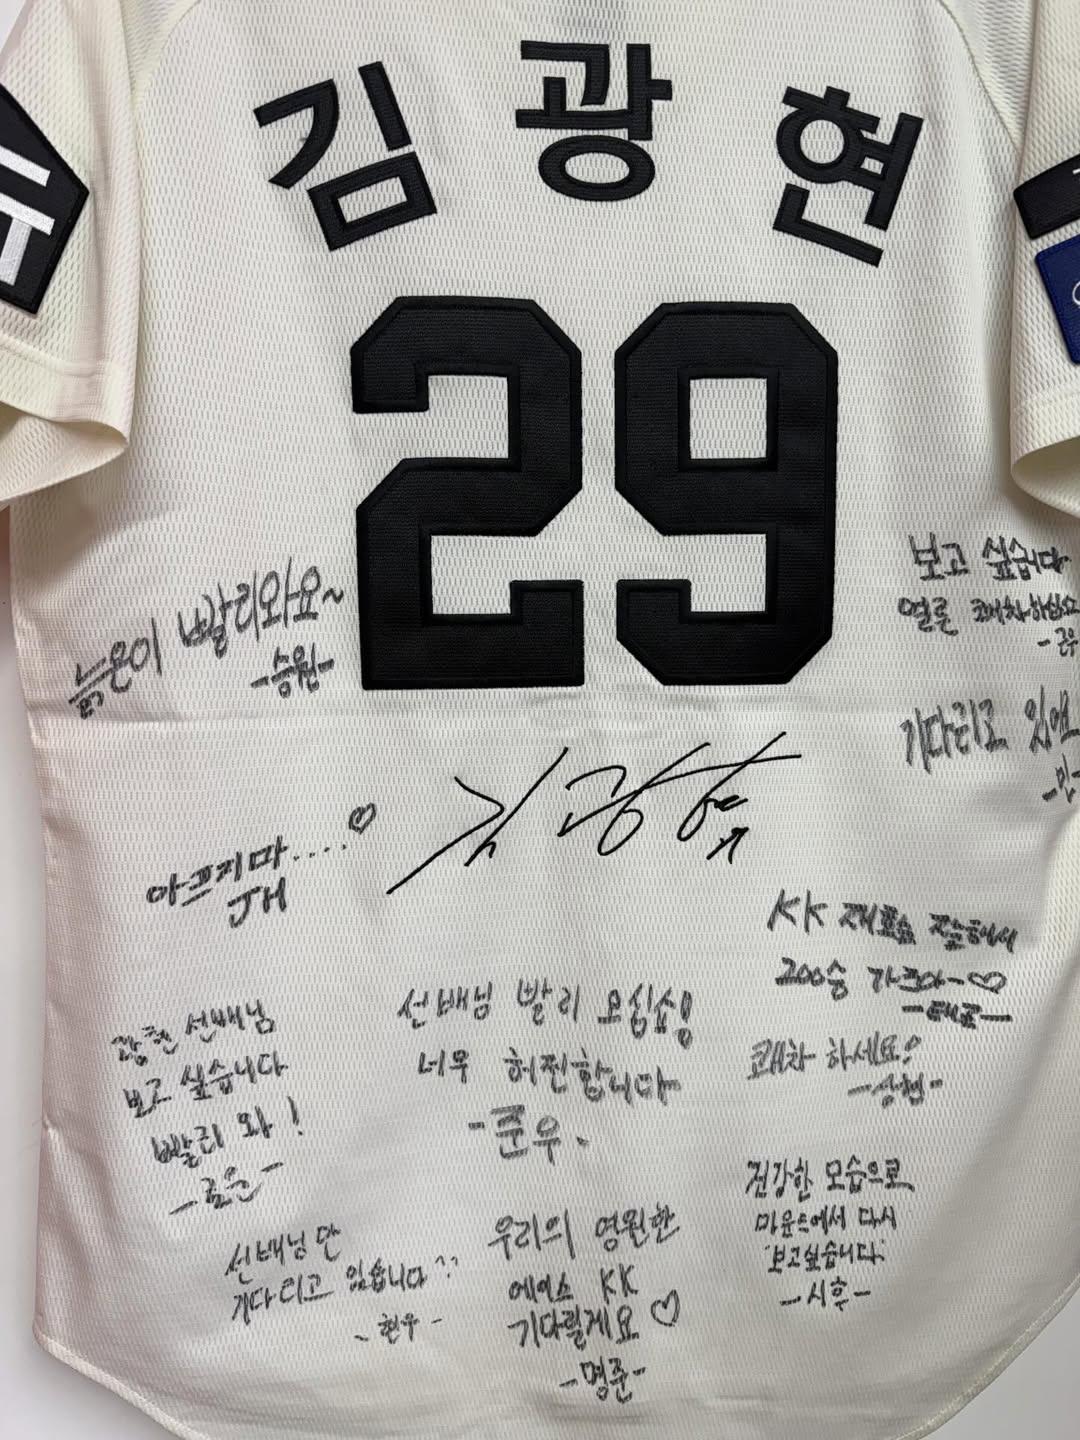 김광현
29
늙은이 빨리와요~
-승원-
보고 싶습니다
얼른 쾌차하십쇼
기다리고 있어요
-민-
아프지마....♡
JH
KK 재활 잘해서
200승 가즈아~♡
선배님 빨리 오십쇼
너무 허전합니다
-준우-
쾌차 하세요!
-상현-
광현 선배님
보고 싶습니다
빨리 와!
건강한 모습으로
마운드에서 다시
보고싶습니다.
-시후-
선배님 만
기다리고 있습니다 ??
- 현우 -
우리의 영원한
에이스 KK
기다릴게요 ♡
-명준-